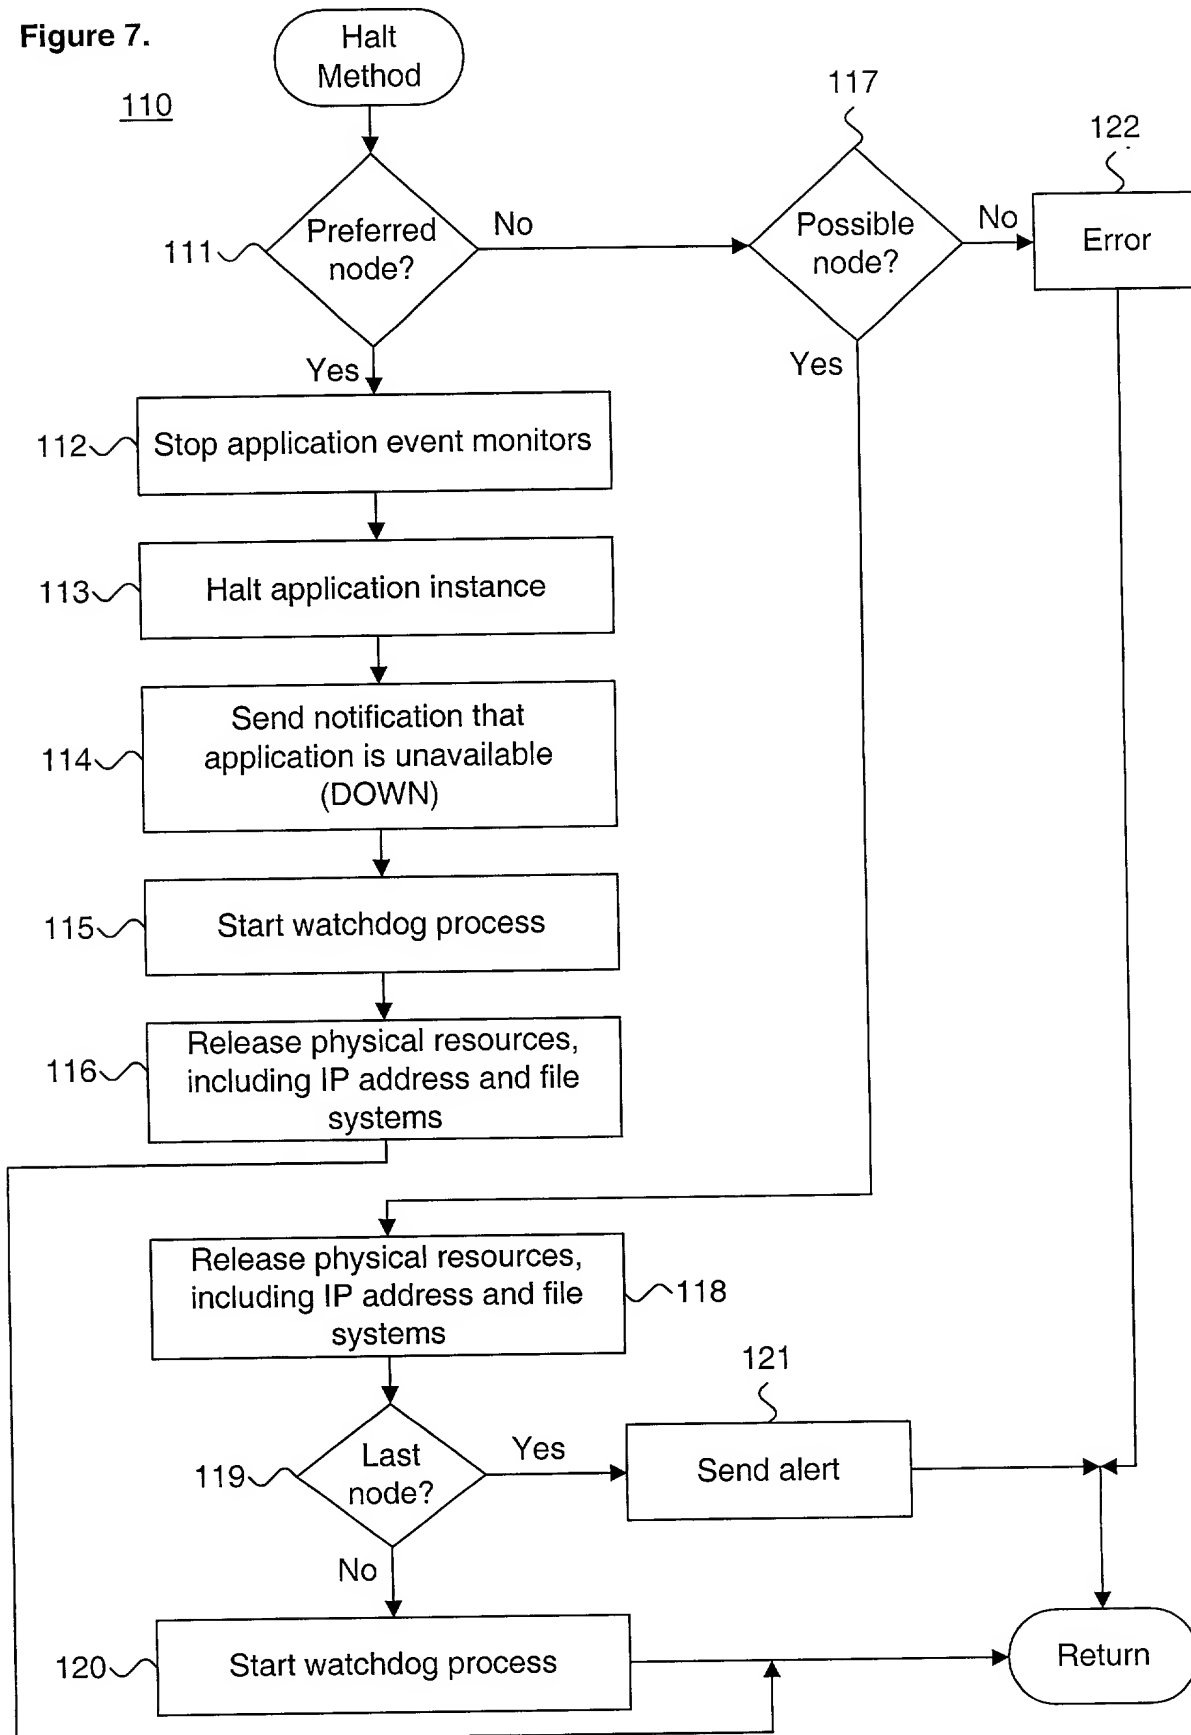 Figure 7.
110
Halt
Method
117
122
111
Preferred
node?
No
Possible
node?
No
Error
Yes
Yes
112
Stop application event monitors
113
Halt application instance
114
Send notification that
application is unavailable
(DOWN)
115
Start watchdog process
116
Release physical resources,
including IP address and file
systems
Release physical resources,
including IP address and file
systems
118
121
119
Last
node?
Yes
Send alert
No
120
Start watchdog process
Return